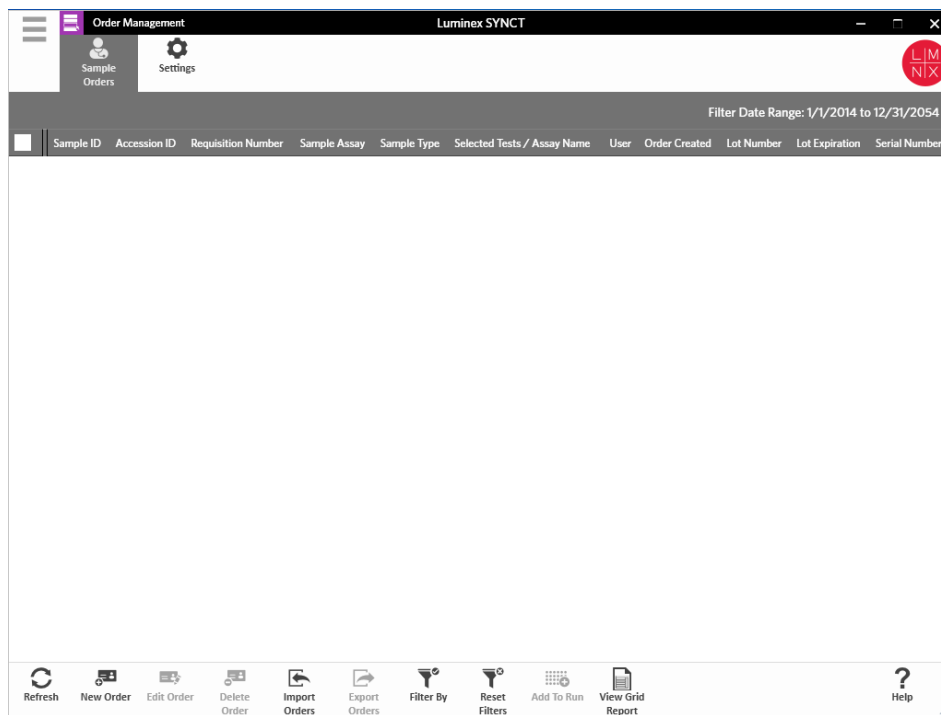 Order Management
Luminex SYNCT
Sample
Orders
Settings
L M
N X
Filter Date Range: 1/1/2014 to 12/31/2054
Sample ID Accession ID Requisition Number Sample Assay Sample Type Selected Tests / Assay Name User Order Created Lot Number Lot Expiration Serial Number
Refresh
New Order
Edit Order
Delete
Order
Import
Orders
Export
Orders
Filter By
Reset
Filters
Add To Run
View Grid
Report
?
Help